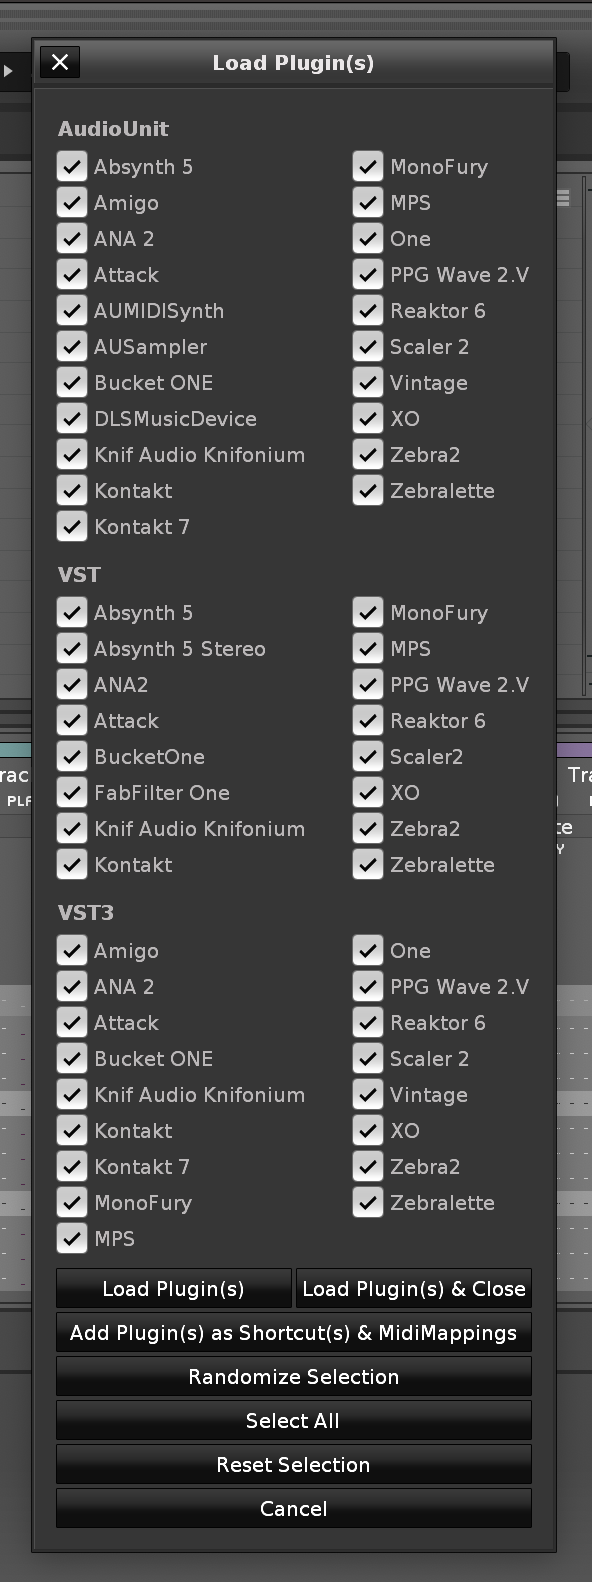 Load Plugin(s)
AudioUnit
Absynth 5
Amigo
ANA 2
Attack
AUMIDISynth
AUSampler
Bucket ONE
DLSMusicDevice
Knif Audio Knifonium
Kontakt
Kontakt 7
MonoFury
MPS
One
PPG Wave 2.V
Reaktor 6
Scaler 2
Vintage
XO
Zebra2
Zebralette
VST
Absynth 5
Absynth 5 Stereo
ANA2
Attack
BucketOne
FabFilter One
Knif Audio Knifonium
Kontakt
MonoFury
MPS
PPG Wave 2.V
Reaktor 6
Scaler2
XO
Zebra2
Zebralette
VST3
Amigo
ANA 2
Attack
Bucket ONE
Knif Audio Knifonium
Kontakt
Kontakt 7
MonoFury
MPS
One
PPG Wave 2.V
Reaktor 6
Scaler 2
Vintage
XO
Zebra2
Zebralette
Load Plugin(s)
Load Plugin(s) & Close
Add Plugin(s) as Shortcut(s) & MidiMappings
Randomize Selection
Select All
Reset Selection
Cancel